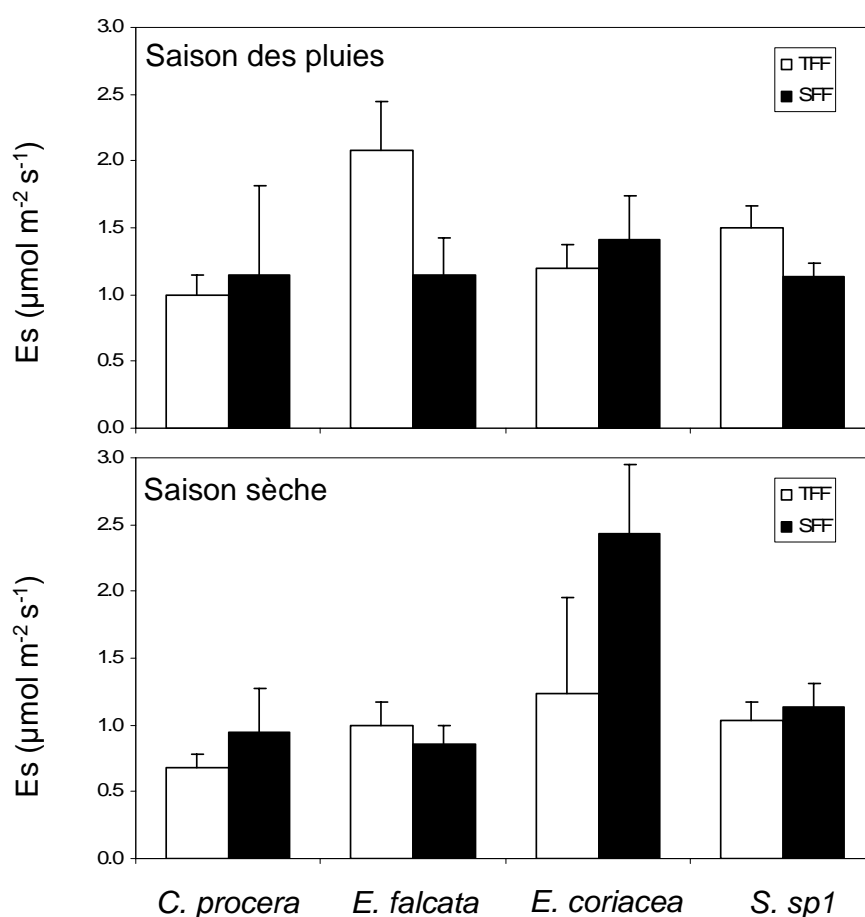 3.0
Saison des pluies
TFF
SFF
2.5
2.0
1.5
1.0
0.5
0.0
Es (µmol m-2 s-1)
3.0
Saison sèche
TFF
SFF
2.5
2.0
1.5
1.0
0.5
0.0
Es (µmol m-2 s-1)
C. procera E. falcata E. coriacea S. sp1